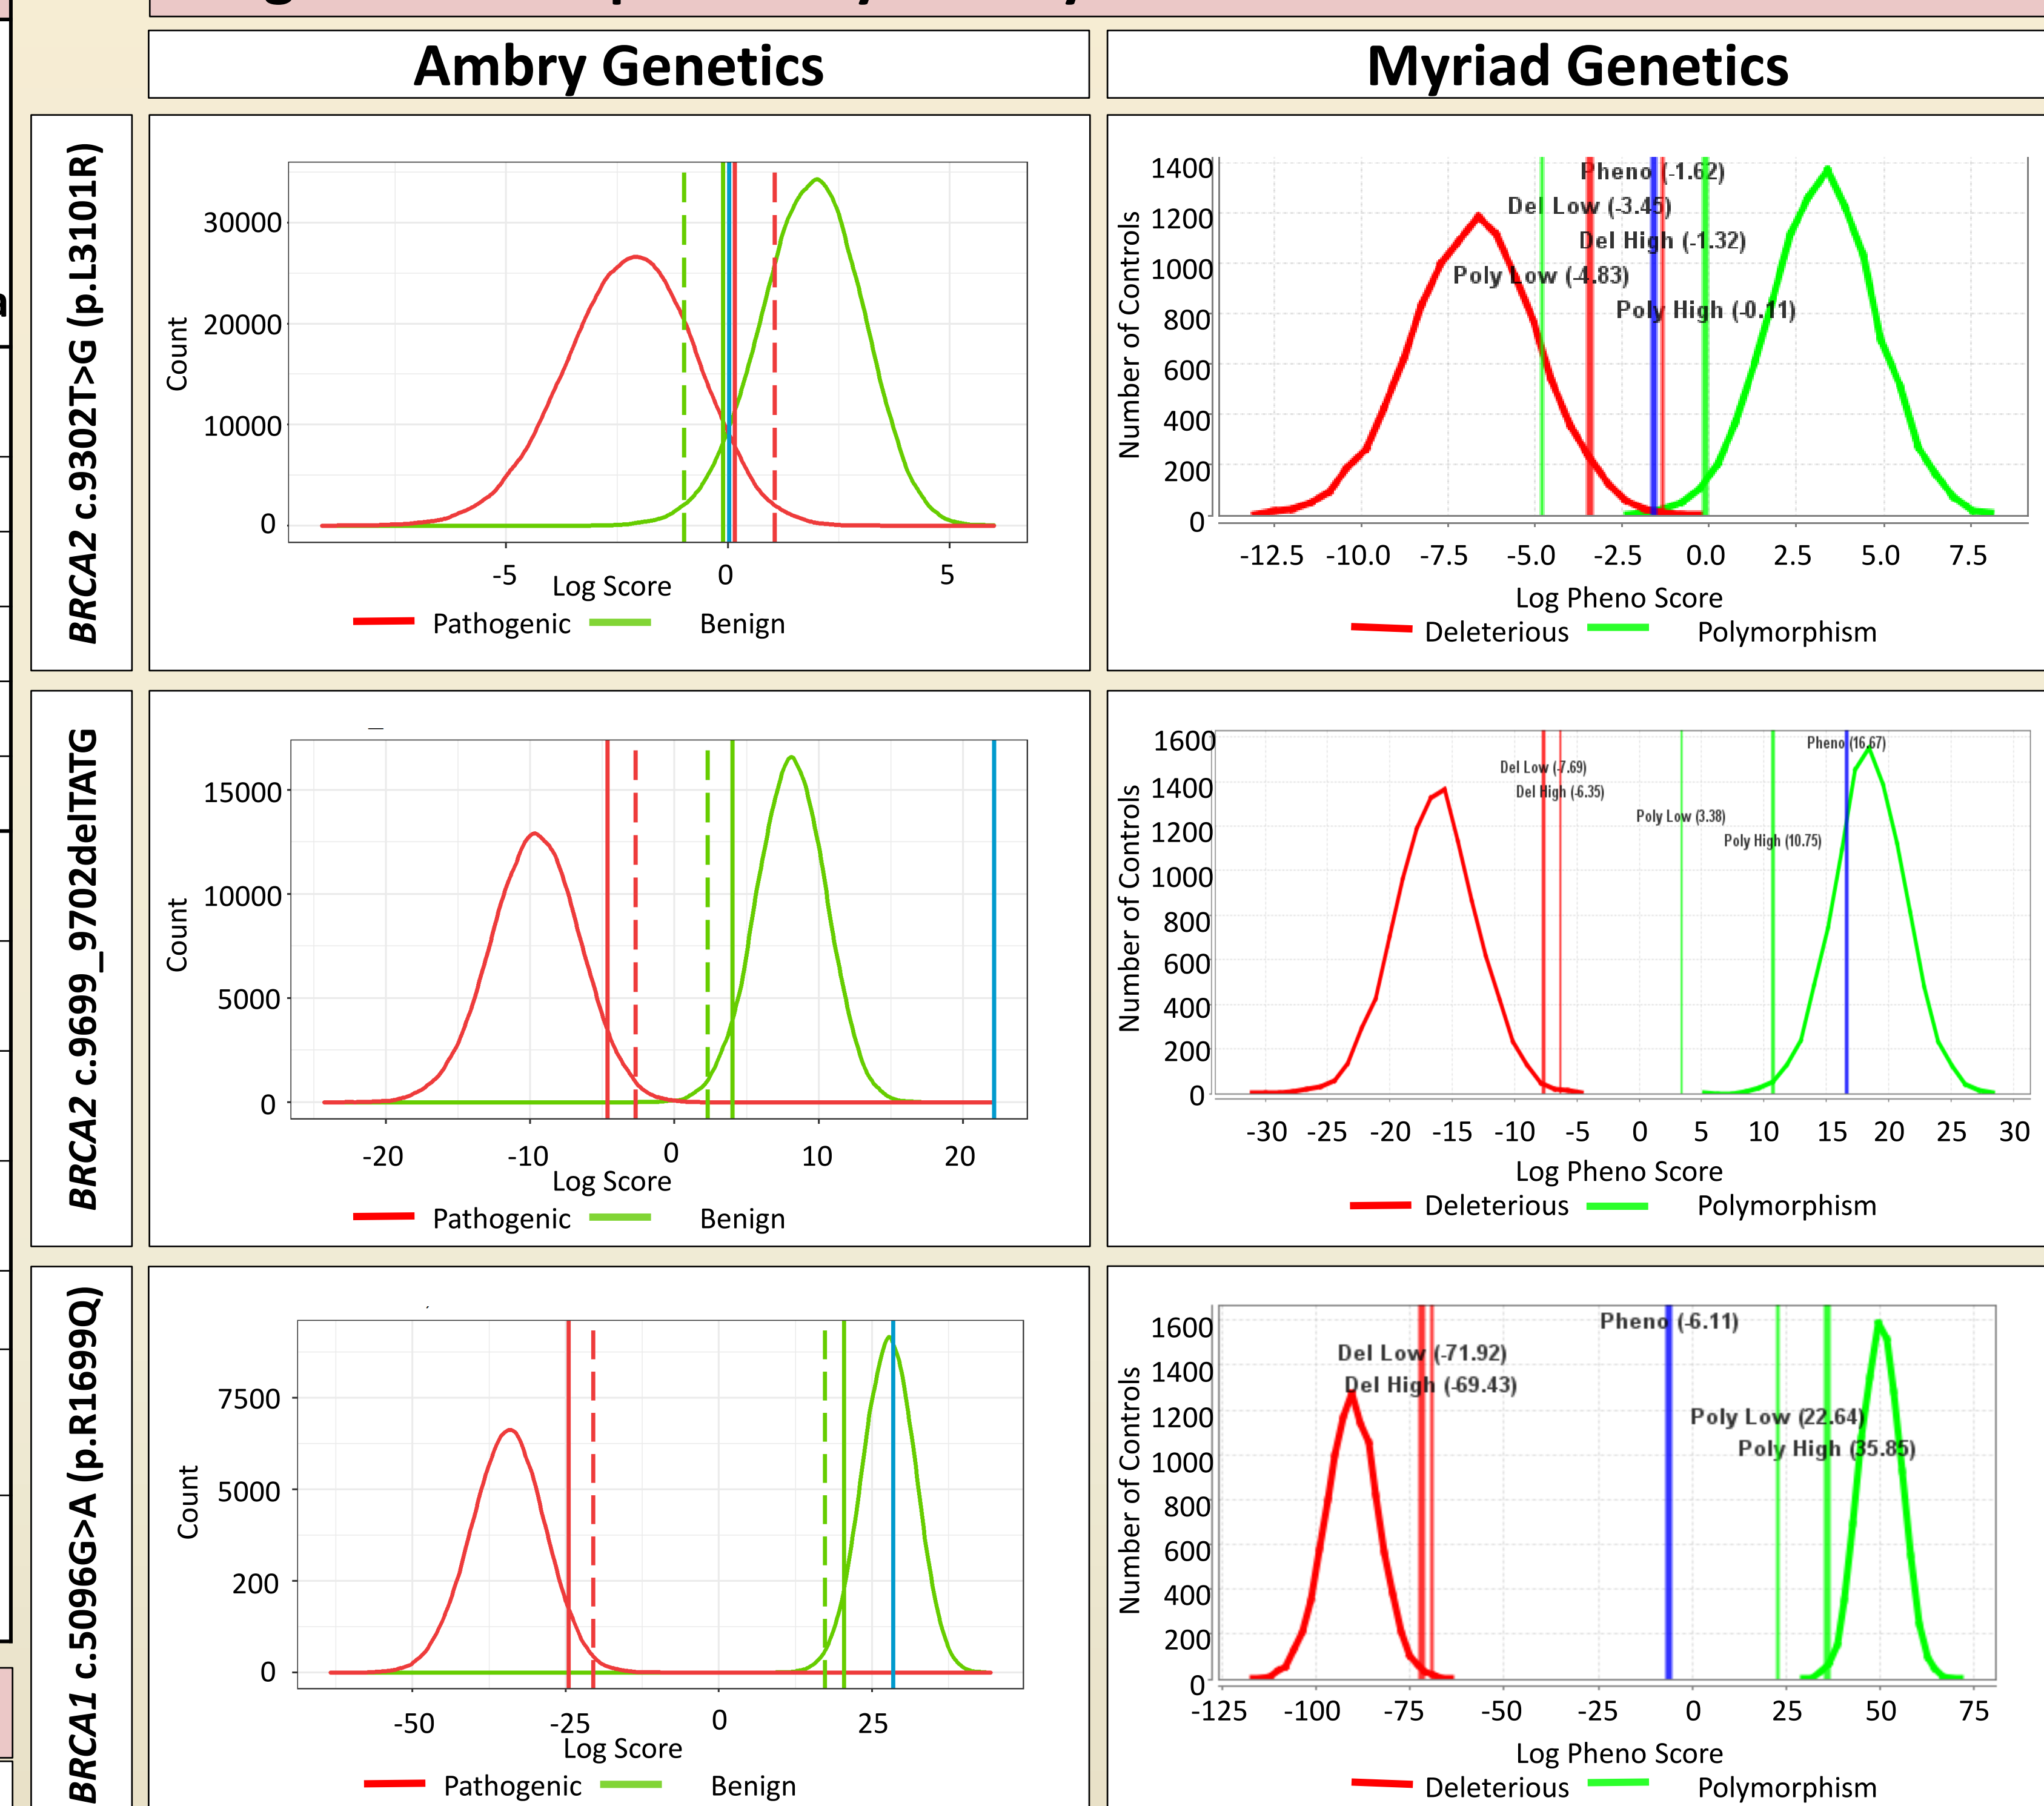 Ambry Genetics
Myriad Genetics
BRCA2 c.9302T>G (p.L3101R)
30000
20000
10000
0
Count
-5 0 5
Log Score
Pathogenic Benign
1400
1200
1000
800
600
400
200
0
Number of Controls
Pheno (-1.62)
Del Low (-3.45)
Del High (-1.32)
Poly Low (-4.83)
Poly High (-0.11)
-12.5 -10.0 -7.5 -5.0 -2.5 0.0 2.5 5.0 7.5
Log Pheno Score
Deleterious Polymorphism
BRCA2 c.9699_9702delTATG
15000
10000
5000
0
Count
-20 -10 0 10 20
Log Score
Pathogenic Benign
1600
1400
1200
1000
800
600
400
200
0
Number of Controls
Pheno (16.67)
Del Low (-7.69)
Del High (-6.35)
Poly Low (3.38)
Poly High (10.75)
-30 -25 -20 -15 -10 -5 0 5 10 15 20 25 30
Log Pheno Score
Deleterious Polymorphism
BRCA1 c.5096G>A (p.R1699Q)
7500
5000
200
0
Count
-50 -25 0 25
Log Score
Pathogenic Benign
1600
1400
1200
1000
800
600
400
200
0
Number of Controls
Pheno (-6.11)
Del Low (-71.92)
Del High (-69.43)
Poly Low (22.64)
Poly High (35.85)
-125 -100 -75 -50 -25 0 25 50 75
Log Pheno Score
Deleterious Polymorphism